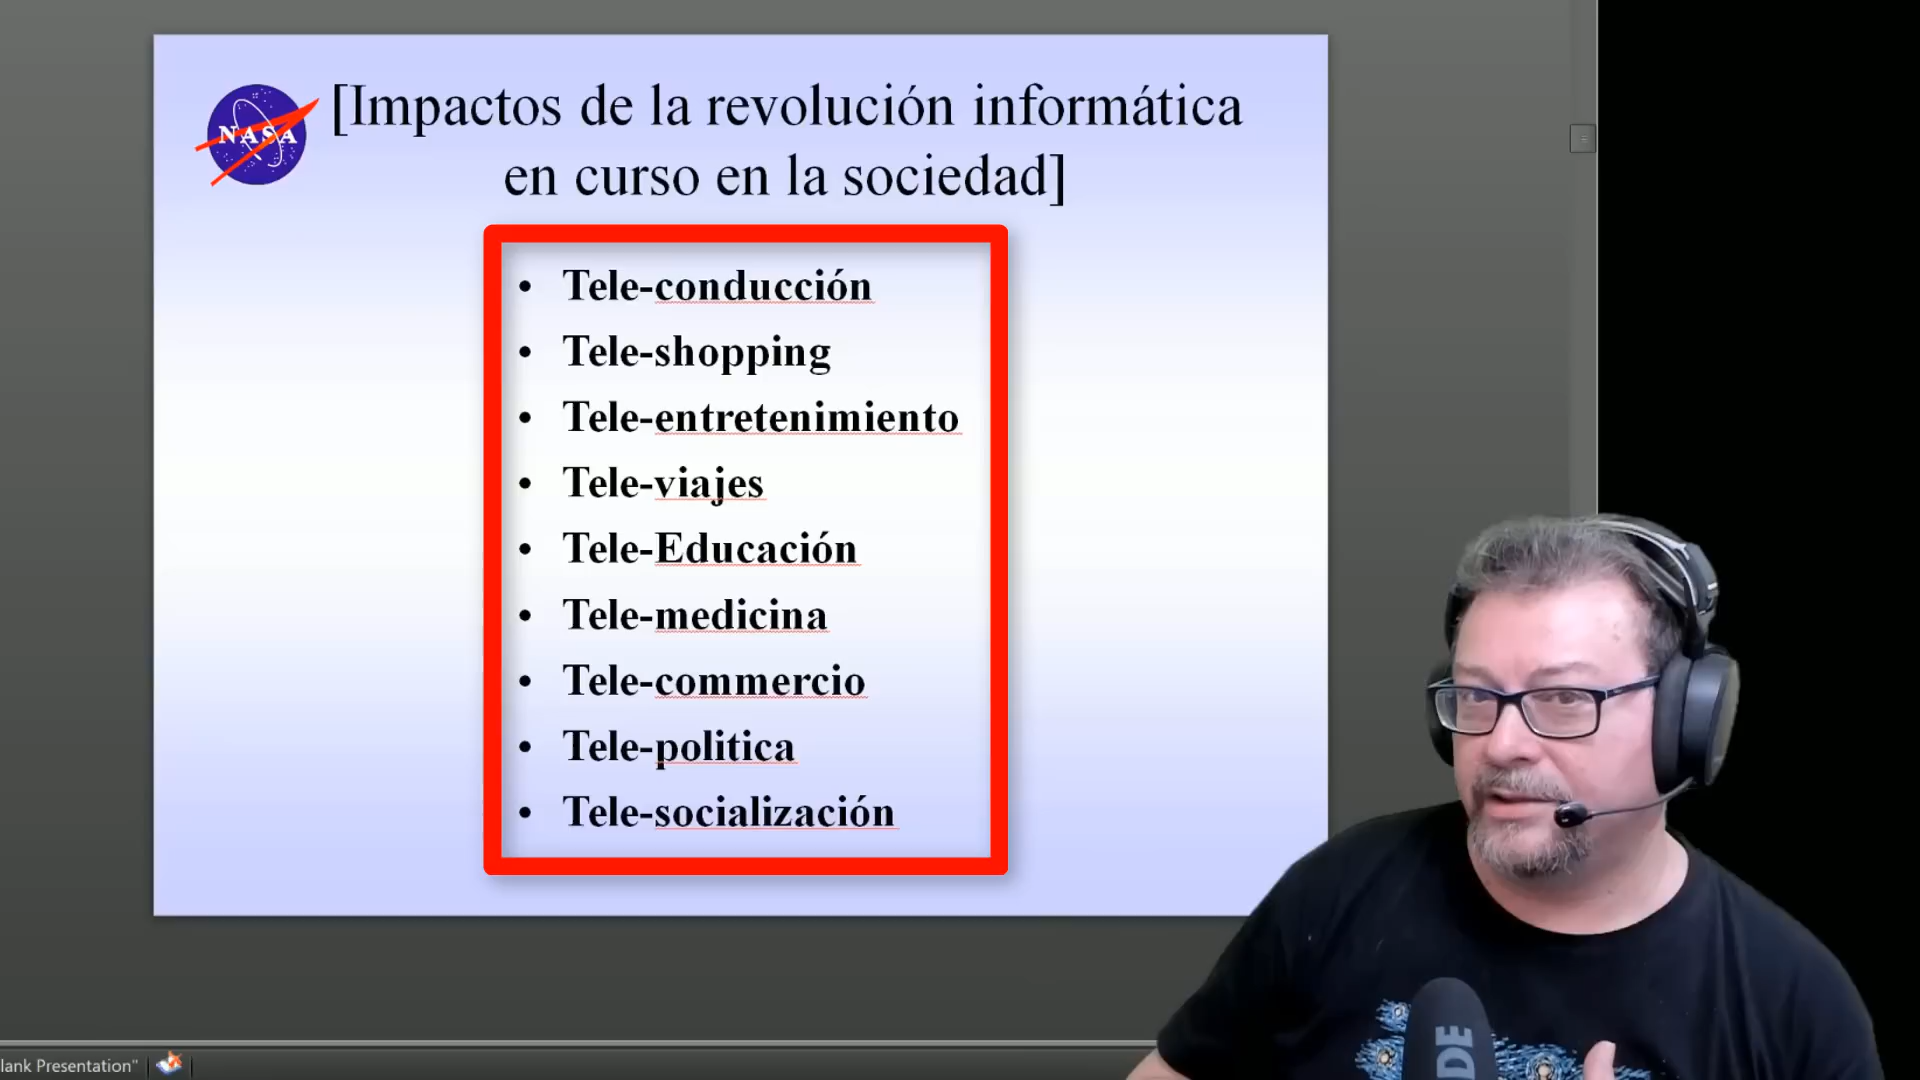 NASA
[Impactos de la revolución informática
en curso en la sociedad]
• Tele-conducción
• Tele-shopping
• Tele-entretenimiento
• Tele-viajes
• Tele-Educación
• Tele-medicina
• Tele-commercio
• Tele-politica
• Tele-socialización
lank Presentation"
DE